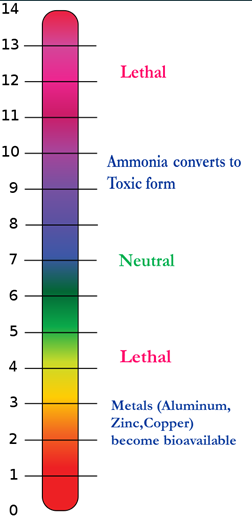 14
13
Lethal
12
11
10
Ammonia converts to
Toxic form
9
8
7
Neutral
6
5
Lethal
4
3
Metals (Aluminum,
Zinc,Copper)
become bioavailable
2
1
0